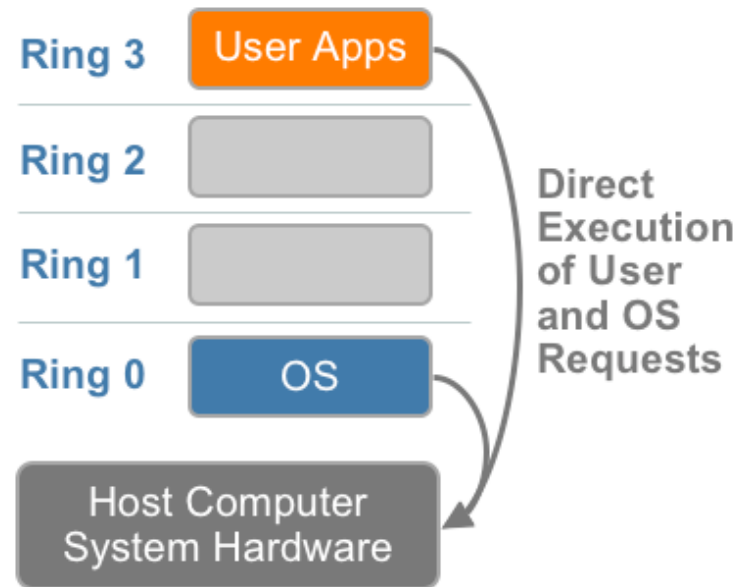 Ring 3
User Apps
Ring 2
Ring 1
Ring 0
OS
Direct
Execution
of User
and OS
Requests
Host Computer
System Hardware